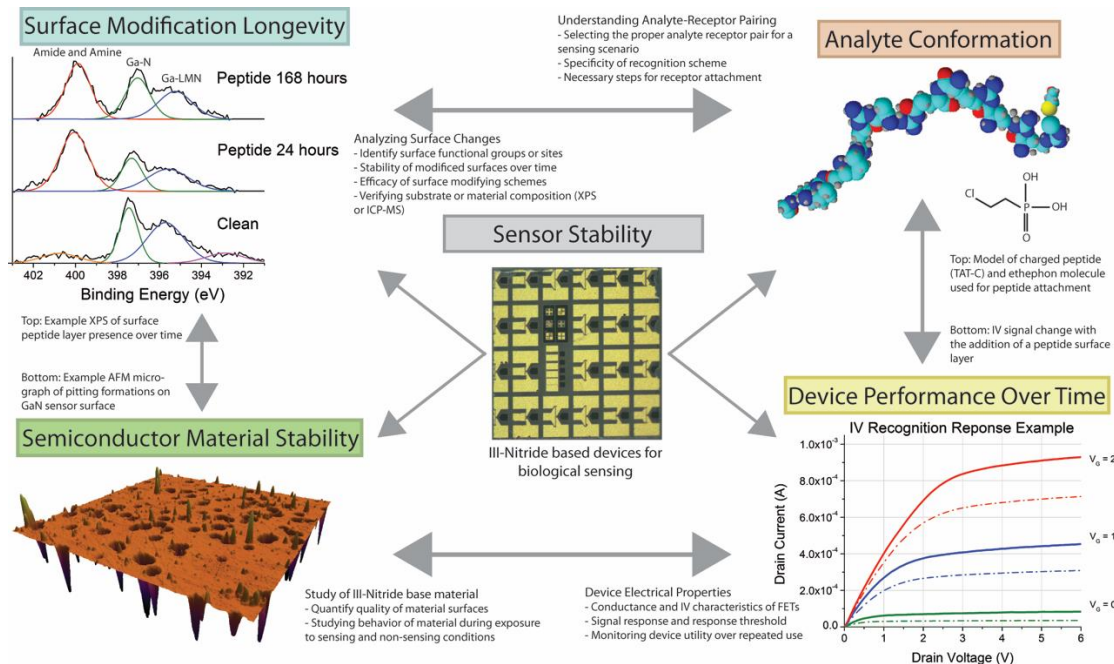 Surface Modification Longevity
Amide and Amine
Ga-N
Ga-LMN
Peptide 168 hours
Peptide 24 hours
Clean
402 400 398 396 394 392
Binding Energy (eV)
Top: Example XPS of surface
peptide layer presence over time
Bottom: Example AFM micro-
graph of pitting formations on
GaN sensor surface
Semiconductor Material Stability
Understanding Analyte-Receptor Pairing
- Selecting the proper analyte receptor pair for a
sensing scenario
- Specificity of recognition scheme
- Necessary steps for receptor attachment
Analyzing Surface Changes
- Identify surface functional groups or sites
- Stability of modificed surfaces over time
- Efficacy of surface modifying schemes
- Verifying substrate or material composition (XPS
or ICP-MS)
Sensor Stability
III-Nitride based devices for
biological sensing
Study of III-Nitride base material
- Quantify quality of material surfaces
- Studying behavior of material during exposure
to sensing and non-sensing conditions
Device Electrical Properties
- Conductance and IV characteristics of FETs
- Signal response and response threshold
- Monitoring device utility over repeated use
Analyte Conformation
OH
Cl
P
OH
O
Top: Model of charged peptide
(TAT-C) and ethephon molecule
used for peptide attachment
Bottom: IV signal change with
the addition of a peptide surface
layer
Device Performance Over Time
IV Recognition Reponse Example
1.0x10⁻³
8.0x10⁻⁴
6.0x10⁻⁴
4.0x10⁻⁴
2.0x10⁻⁴
0.0
Drain Current (A)
V_G = 2
V_G = 1
V_G = 0
0 1 2 3 4 5 6
Drain Voltage (V)